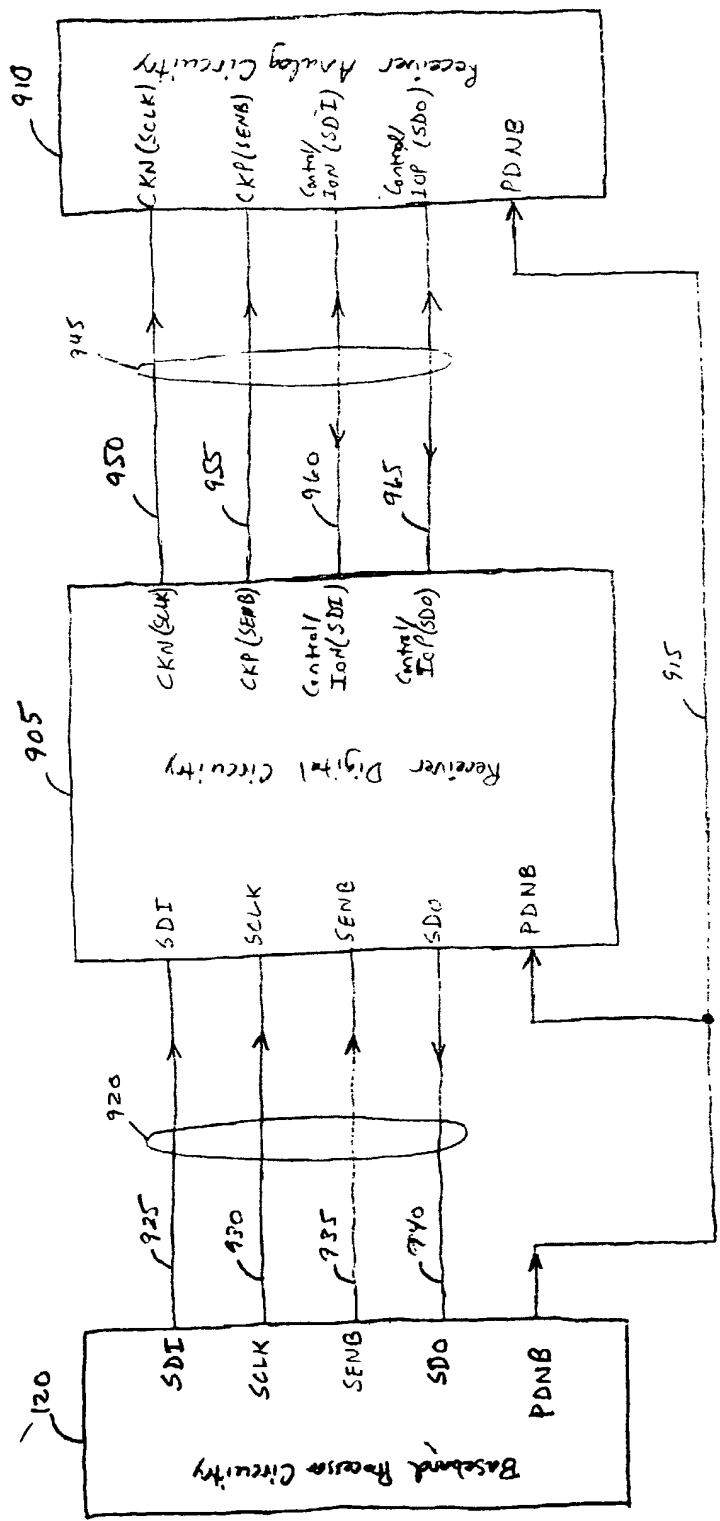 120
Baseband Processor Circuitry
SDI
SCLK
SENB
SDO
PDNB
925
930
935
940
920
905
Receiver Digital Circuitry
SDI
SCLK
SENB
SDO
PDNB
CKN(SCLK)
CKP(SENB)
Control/
ION(SDI)
Control/
IOP(SDO)
950
955
960
965
945
915
910
Receiver Analog Circuitry
CKN(SCLK)
CKP(SENB)
Control/
ION(SDI)
Control/
IOP (SDO)
PDNB